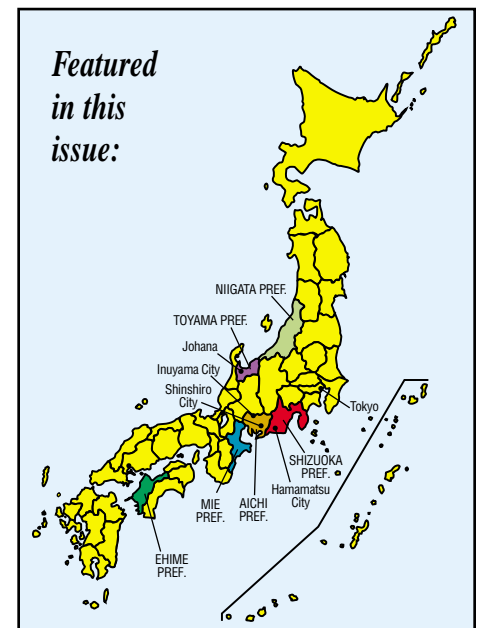 Featured
in this
issue:
NIIGATA PREF.
TOYAMA PREF.
Johana
Inuyama City
Shinshiro
City
Tokyo
SHIZUOKA
PREF.
Hamamatsu
City
AICHI
PREF.
MIE
PREF.
EHIME
PREF.